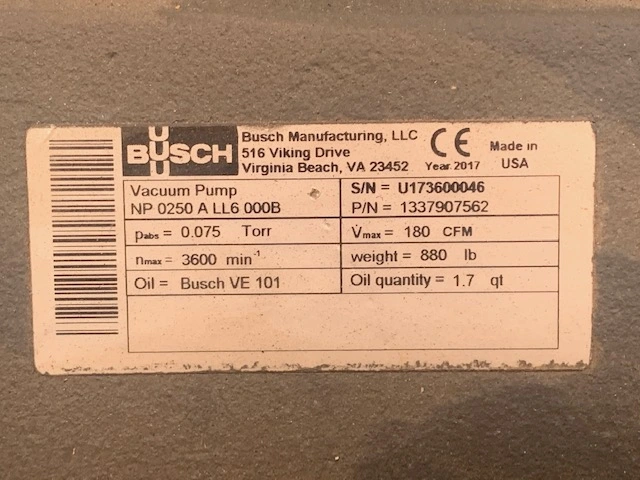 BUSCH
Busch Manufacturing, LLC
516 Viking Drive
Virginia Beach, VA 23452
CE
Year 2017
Made in
USA
Vacuum Pump
NP 0250 A LL6 000B
S/N = U173600046
P/N = 1337907562
pabs = 0.075 Torr
V̇max = 180 CFM
nmax = 3600 min⁻¹
weight = 880 lb
Oil = Busch VE 101
Oil quantity = 1.7 qt